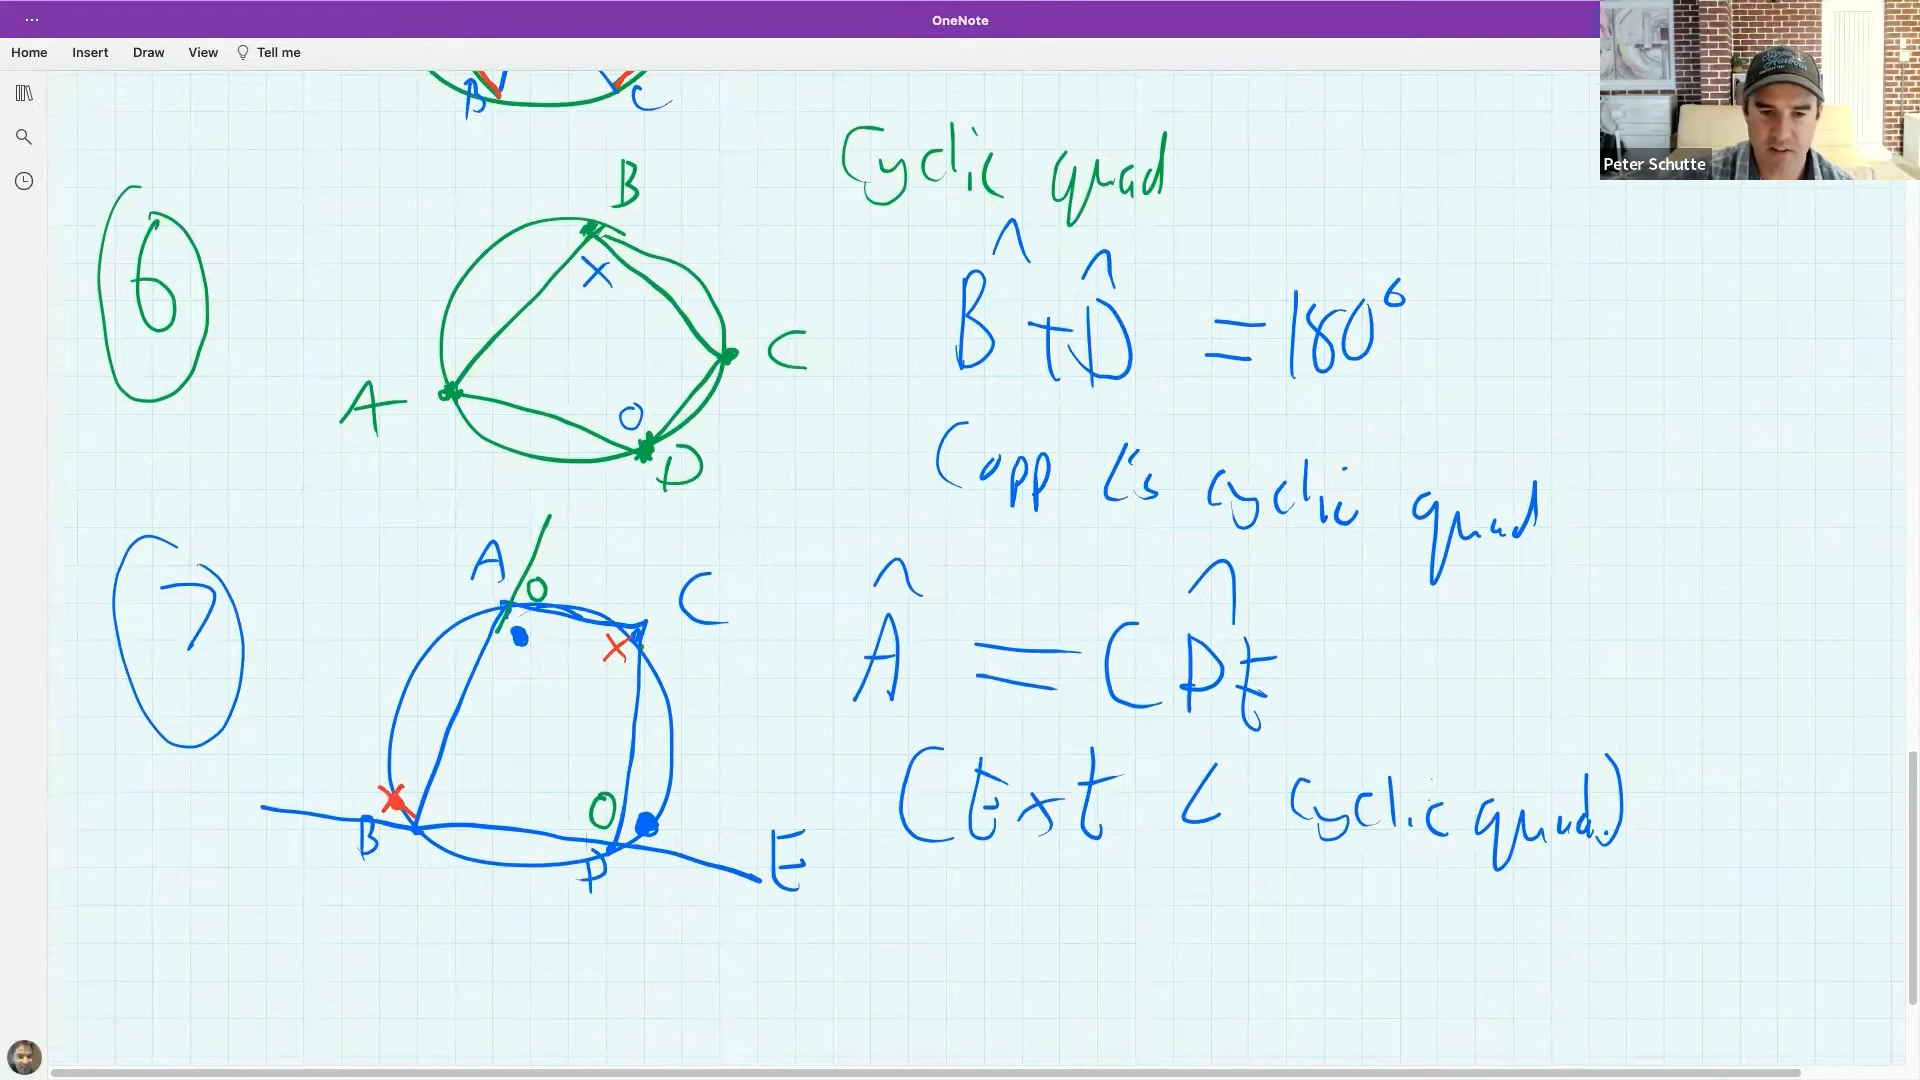 OneNote
Home Insert Draw View Tell me
Peter Schutte
B C
Cyclic quad
6
B
X
A
C
O
D
B̂ + D̂ = 180°
(opp ∠'s cyclic quad
7
A O
C
X
X
B
O
D
E
Â = CD̂E
(Ext ∠ cyclic quad.)